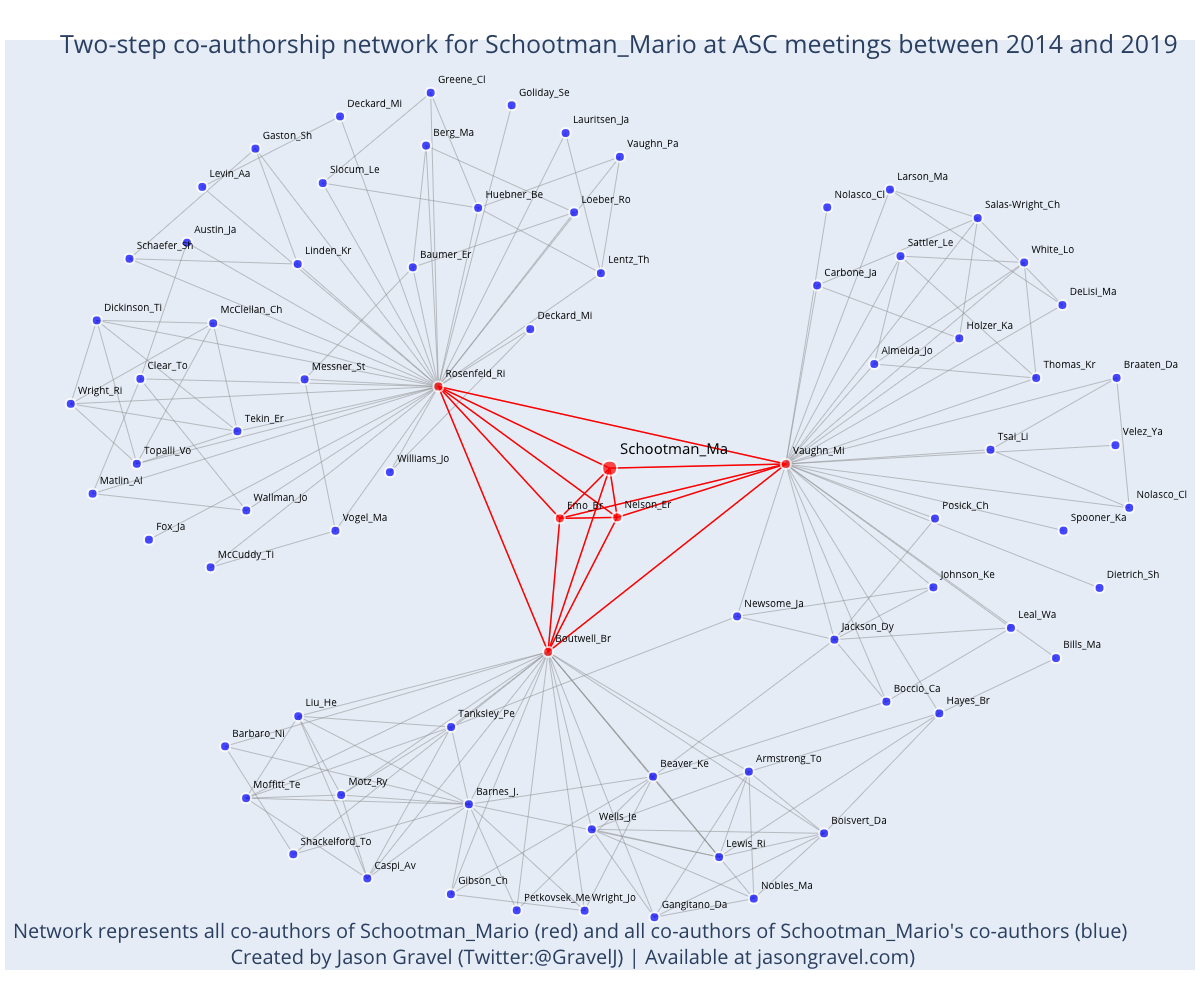 Two-step co-authorship network for Schootman_Mario at ASC meetings between 2014 and 2019
Greene_Cl
Goliday_Se
Deckard_Mi
Lauritsen_Ja
Berg_Ma
Gaston_Sh
Vaughn_Pa
Slocum_Le
Levin_Aa
Larson_Ma
Huebner_Be
Nolasco_Cl
Loeber_Ro
Salas-Wright_Ch
Austin_Ja
Schaefer_Sh
Sattler_Le
Linden_Kr
White_Lo
Baumer_Er
Lentz_Th
Carbone_Ja
DeLisi_Ma
Dickinson_Ti
McClellan_Ch
Deckard_Mi
Holzer_Ka
Almeida_Jo
Clear_To
Messner_St
Thomas_Kr
Braaten_Da
Rosenfeld_Ri
Wright_Ri
Tekin_Er
Velez_Ya
Tsai_Li
Schootman_Ma
Topalli_Vo
Vaughn_Mi
Williams_Jo
Matlin_Al
Nolasco_Cl
Wallman_Jo
Emo_Br
Nelson_Er
Posick_Ch
Spooner_Ka
Fox_Ja
Vogel_Ma
McCuddy_Ti
Johnson_Ke
Dietrich_Sh
Newsome_Ja
Leal_Wa
Jackson_Dy
Boutwell_Br
Bills_Ma
Boccio_Ca
Liu_He
Hayes_Br
Tanksley_Pe
Barbaro_Ni
Beaver_Ke
Armstrong_To
Moffitt_Te
Motz_Ry
Barnes_J.
Wells_Je
Boisvert_Da
Shackelford_To
Lewis_Ri
Caspi_Av
Gibson_Ch
Nobles_Ma
Petkovsek_Me
Wright_Jo
Gangitano_Da
Network represents all co-authors of Schootman_Mario (red) and all co-authors of Schootman_Mario's co-authors (blue)
Created by Jason Gravel (Twitter:@GravelJ) | Available at jasongravel.com)